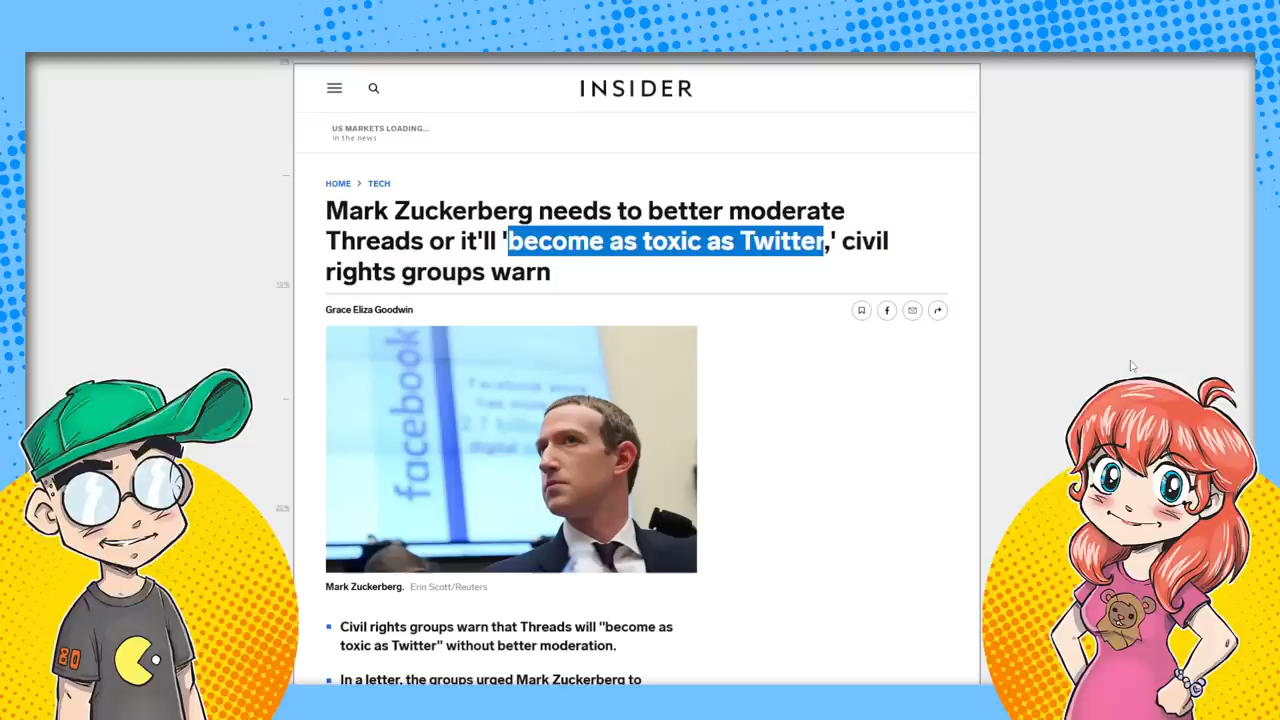 INSIDER
US MARKETS LOADING...
In the news
HOME > TECH
Mark Zuckerberg needs to better moderate
Threads or it'll 'become as toxic as Twitter,' civil
rights groups warn
Grace Eliza Goodwin
facebook
Facebook
digital
Mark Zuckerberg. Erin Scott/Reuters
Civil rights groups warn that Threads will "become as
toxic as Twitter" without better moderation.
In a letter, the groups urged Mark Zuckerberg to
80